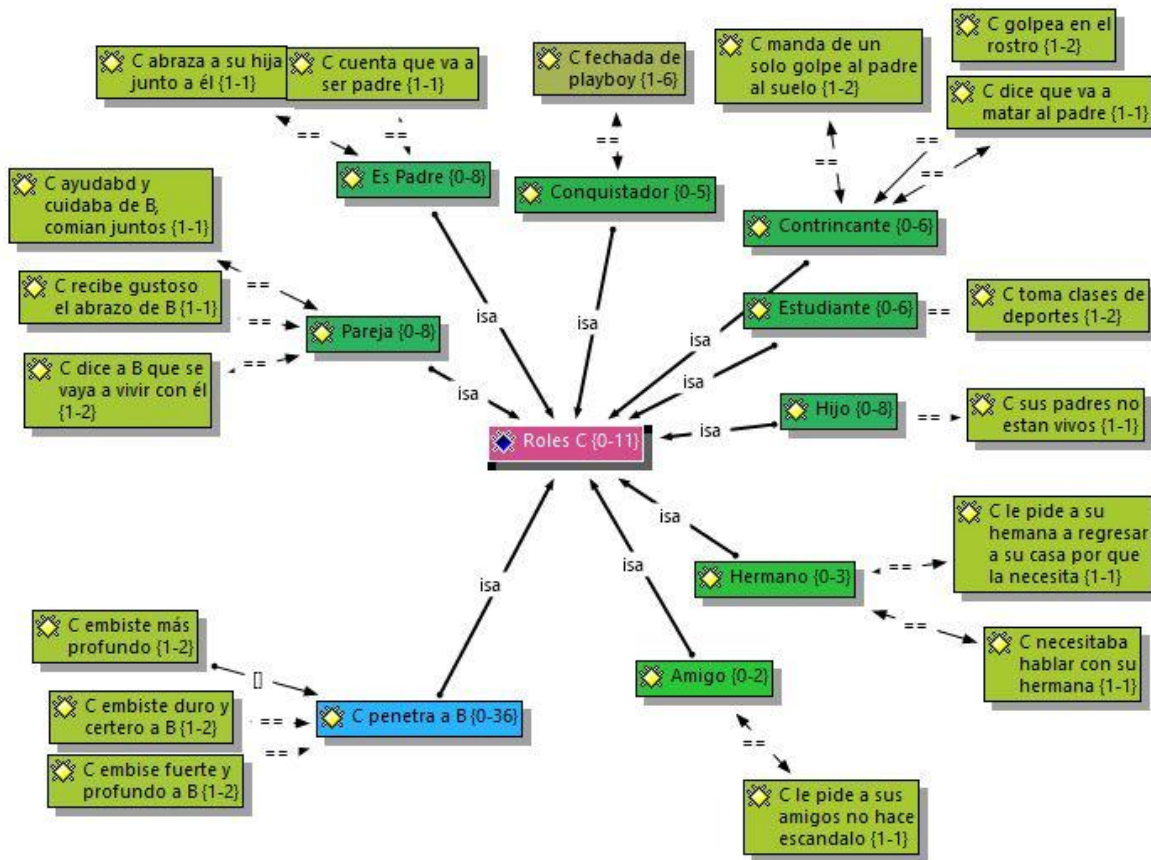 C abraza a su hija
junto a él {1-1}
C cuenta que va a
ser padre {1-1}
C fechada de
playboy {1-6}
C manda de un
solo golpe al padre
al suelo {1-2}
C golpea en el
rostro {1-2}
C dice que va a
matar al padre {1-1}
==
==
==
==
==
==
Es Padre {0-8}
Conquistador {0-5}
Contrincante {0-6}
C ayudabd y
cuidaba de B,
comian juntos {1-1}
==
C recibe gustoso
el abrazo de B {1-1}
==
Pareja {0-8}
C dice a B que se
vaya a vivir con él
{1-2}
==
Estudiante {0-6}
==
C toma clases de
deportes {1-2}
isa
isa
isa
isa
isa
Hijo {0-8}
==
C sus padres no
estan vivos {1-1}
isa
Roles C {0-11}
isa
isa
isa
Hermano {0-3}
==
C le pide a su
hemana a regresar
a su casa por que
la necesita {1-1}
==
C necesitaba
hablar con su
hermana {1-1}
Amigo {0-2}
==
C le pide a sus
amigos no hace
escandalo {1-1}
C embiste más
profundo {1-2}
[]
C embiste duro y
certero a B {1-2}
==
C penetra a B {0-36}
C embise fuerte y
profundo a B {1-2}
==